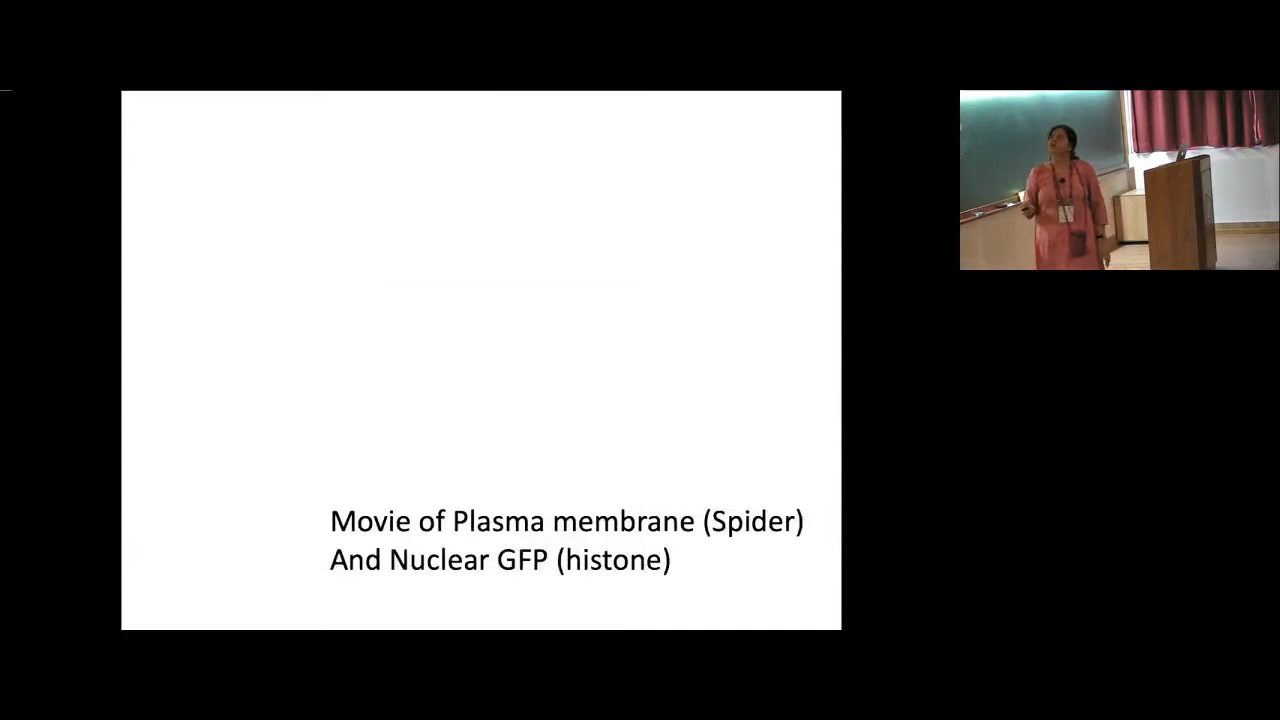 Movie of Plasma membrane (Spider)
And Nuclear GFP (histone)